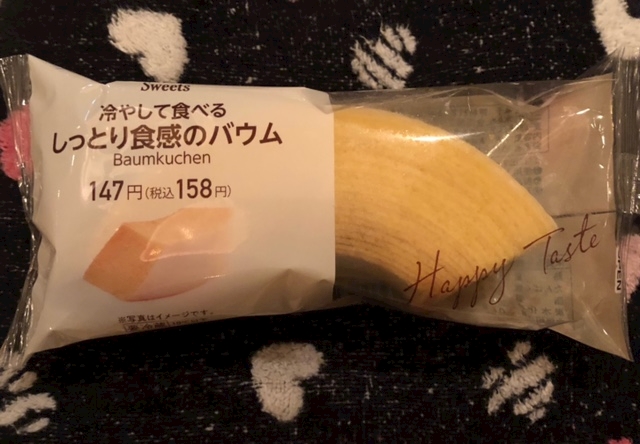 Sweets
冷やして食べる
しっとり食感のバウム
Baumkuchen
147円(税込158円)
※写真はイメージです。
Happy Taste